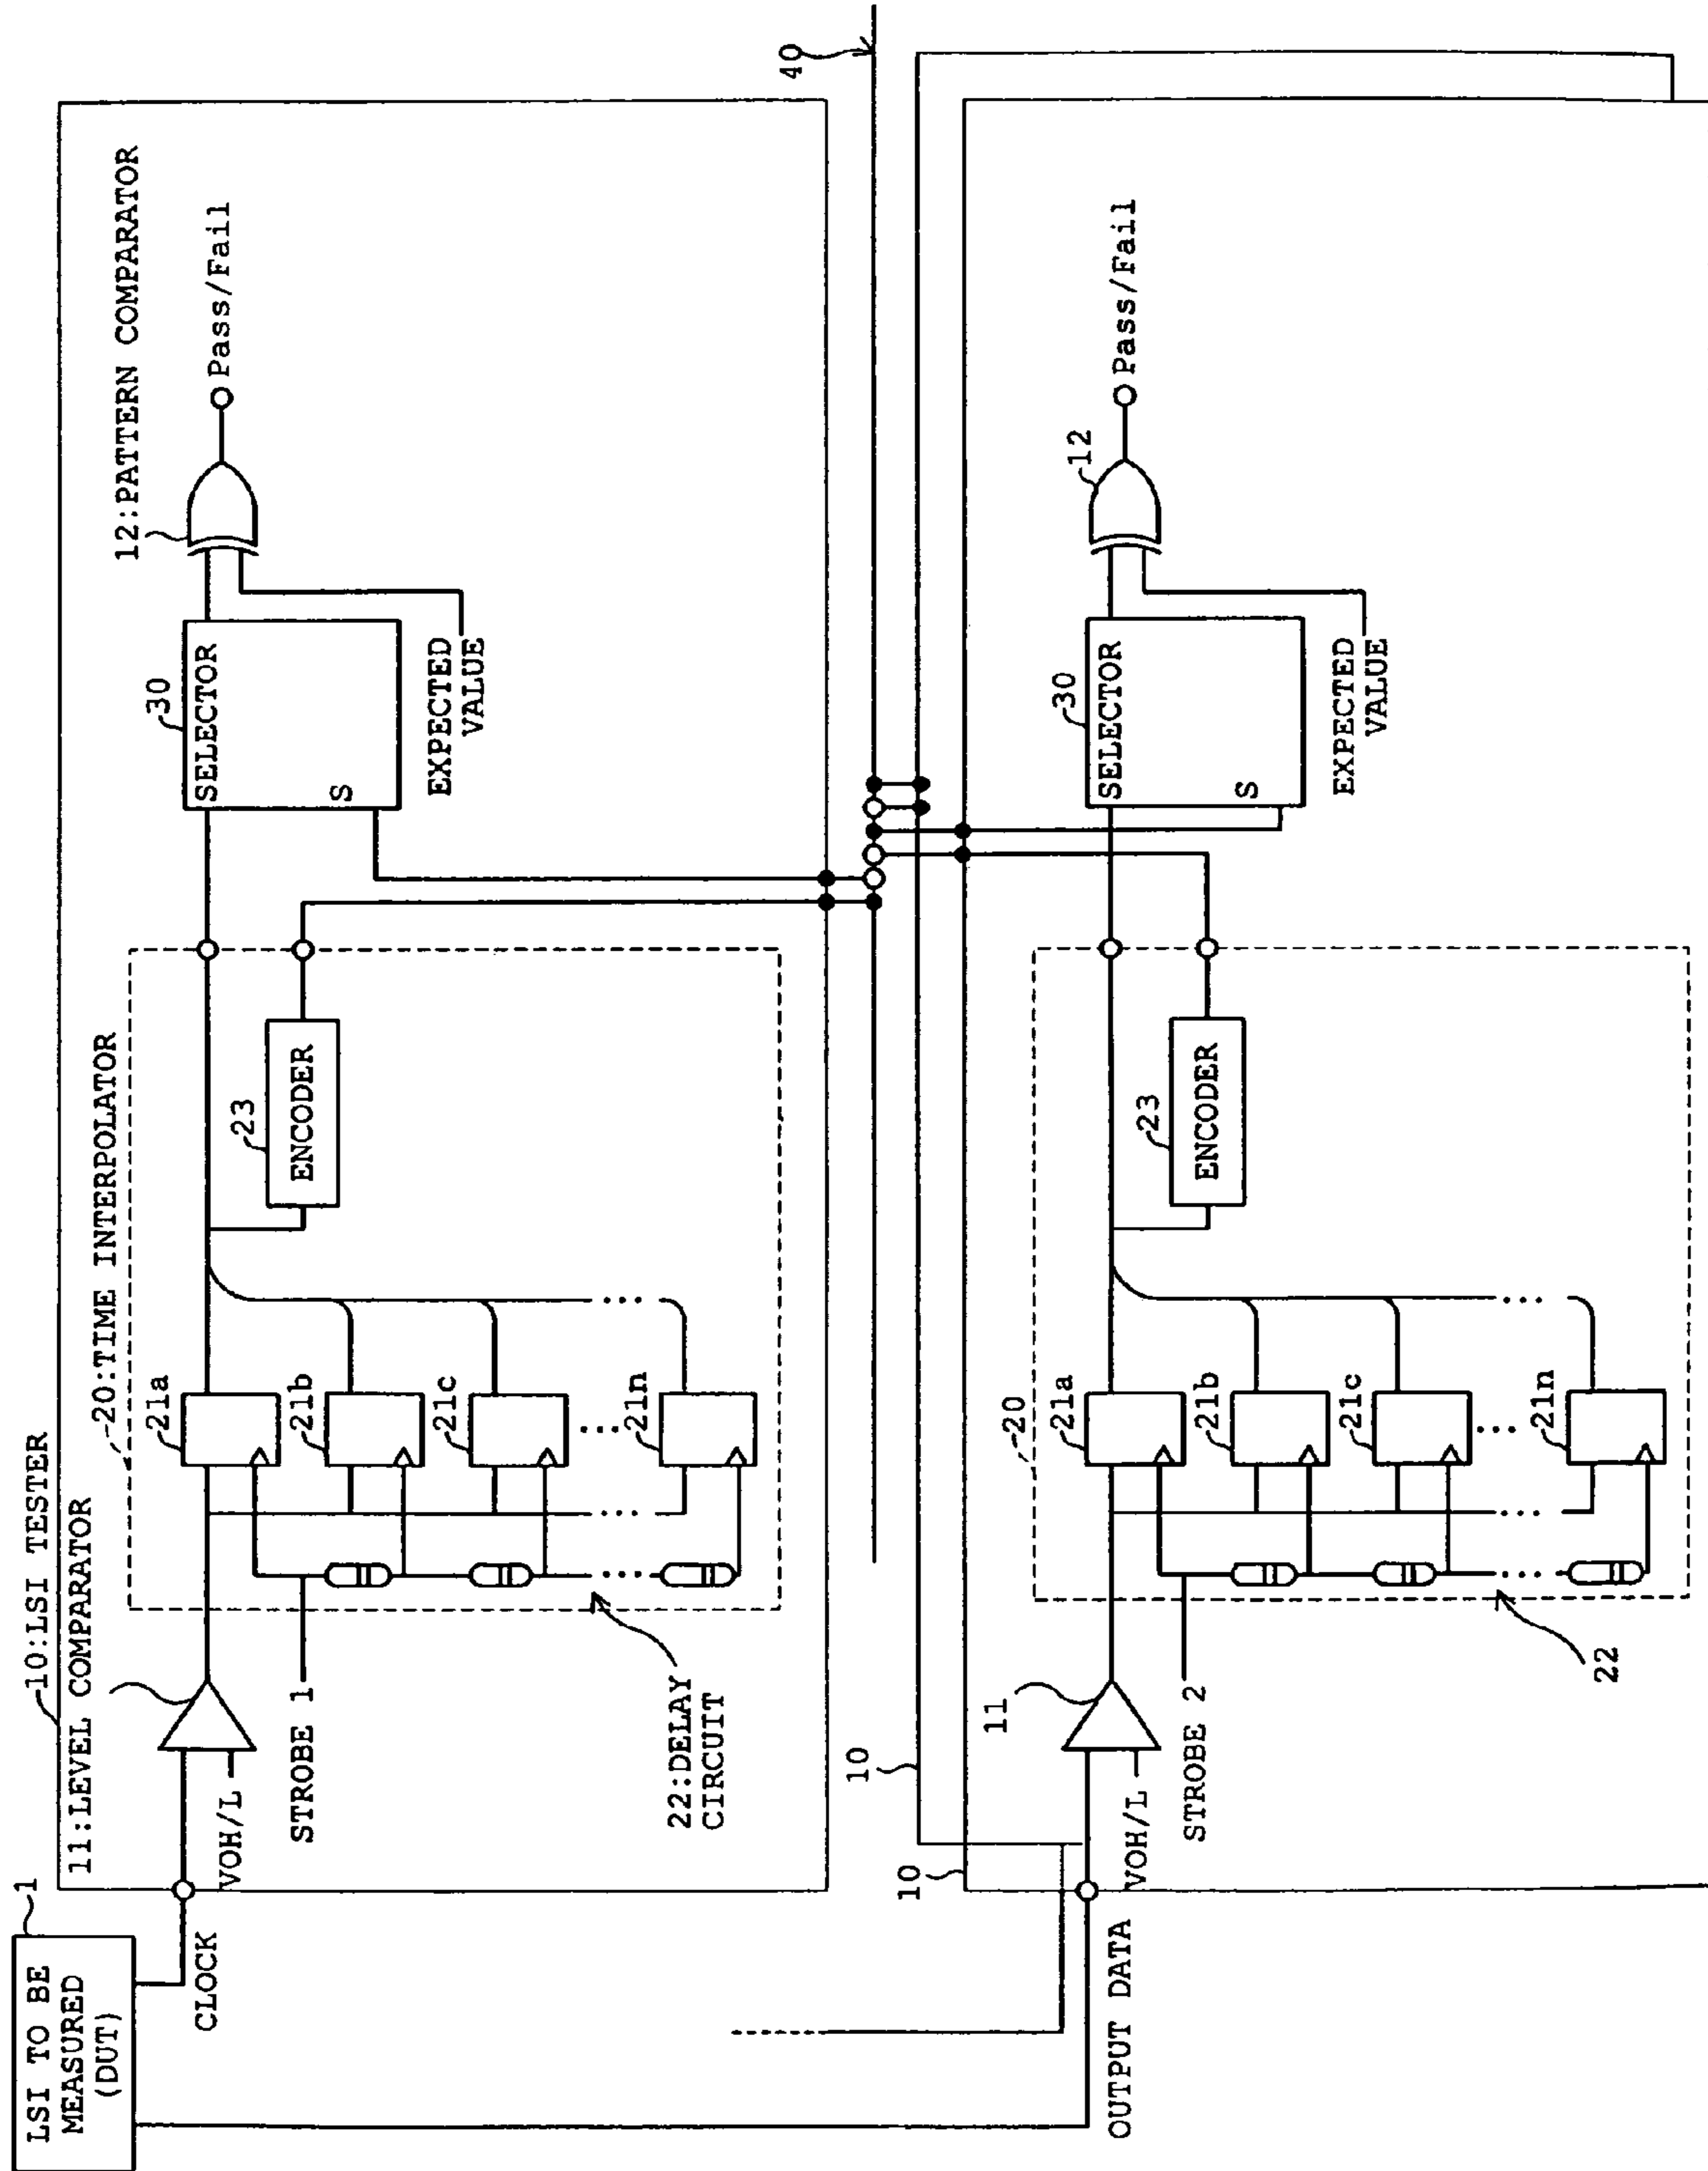 LSI TO BE
MEASURED
(DUT)
1
CLOCK
OUTPUT DATA
10:LSI TESTER
11:LEVEL COMPARATOR
VOH/L
STROBE 1
22:DELAY
CIRCUIT
20:TIME INTERPOLATOR
21a
21b
21c
...
21n
...
...
...
23
ENCODER
30
SELECTOR
S
EXPECTED
VALUE
12:PATTERN COMPARATOR
Pass/Fail
40
10
10
11
VOH/L
STROBE 2
22
20
21a
21b
21c
...
21n
...
...
...
23
ENCODER
30
SELECTOR
S
EXPECTED
VALUE
12
Pass/Fail